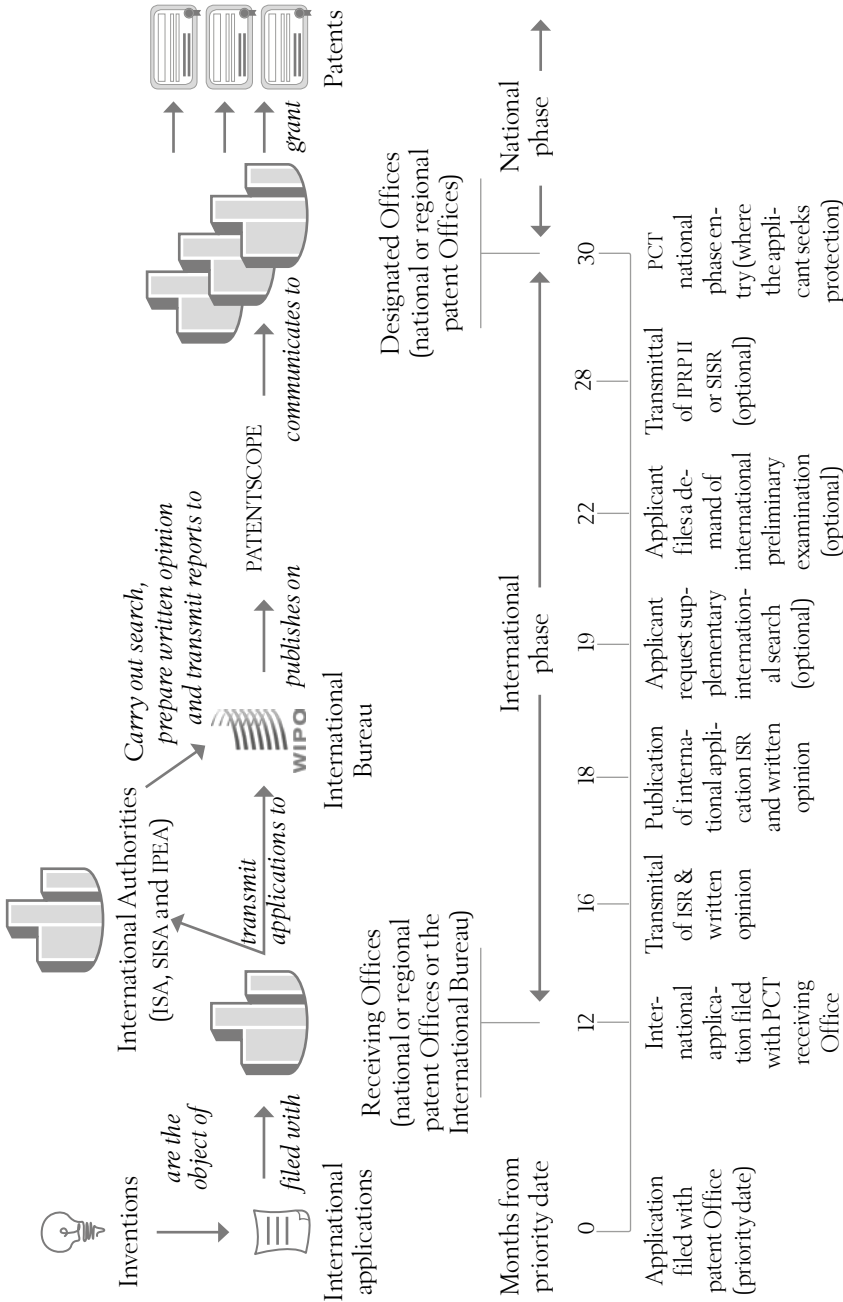 Inventions
are the
object of
International
applications
filed with
Receiving Offices
(national or regional
patent Offices or the
International Bureau)
International Authorities
(ISA, SISA and IPEA)
transmit
applications to
Carry out search,
prepare written opinion
and transmit reports to
WIPO
International
Bureau
publishes on
PATENTSCOPE
communicates to
Designated Offices
(national or regional
patent Offices)
grant
Patents
Months from
priority date
International
phase
National
phase
0
12
16
18
19
22
28
30
Application
filed with
patent Office
(priority date)
Inter-
national
applica-
tion filed
with PCT
receiving
Office
Transmital
of ISR &
written
opinion
Publication
of interna-
tional appli-
cation ISR
and written
opinion
Applicant
request sup-
plementary
internation-
al search
(optional)
Applicant
files a de-
mand of
international
preliminary
examination
(optional)
Transmittal
of IPRP II
or SISR
(optional)
PCT
national
phase en-
try (where
the appli-
cant seeks
protection)